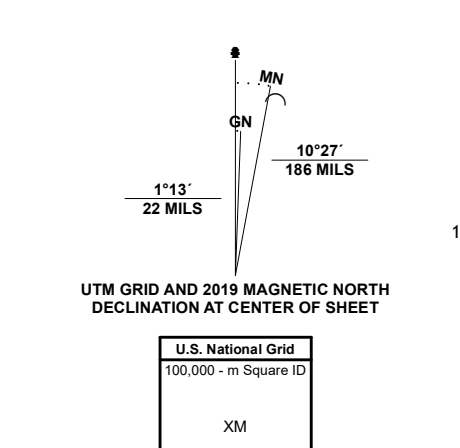 MN
GN
10°27´
186 MILS
1°13´
22 MILS
1
UTM GRID AND 2019 MAGNETIC NORTH
DECLINATION AT CENTER OF SHEET
U.S. National Grid
100,000 - m Square ID
XM